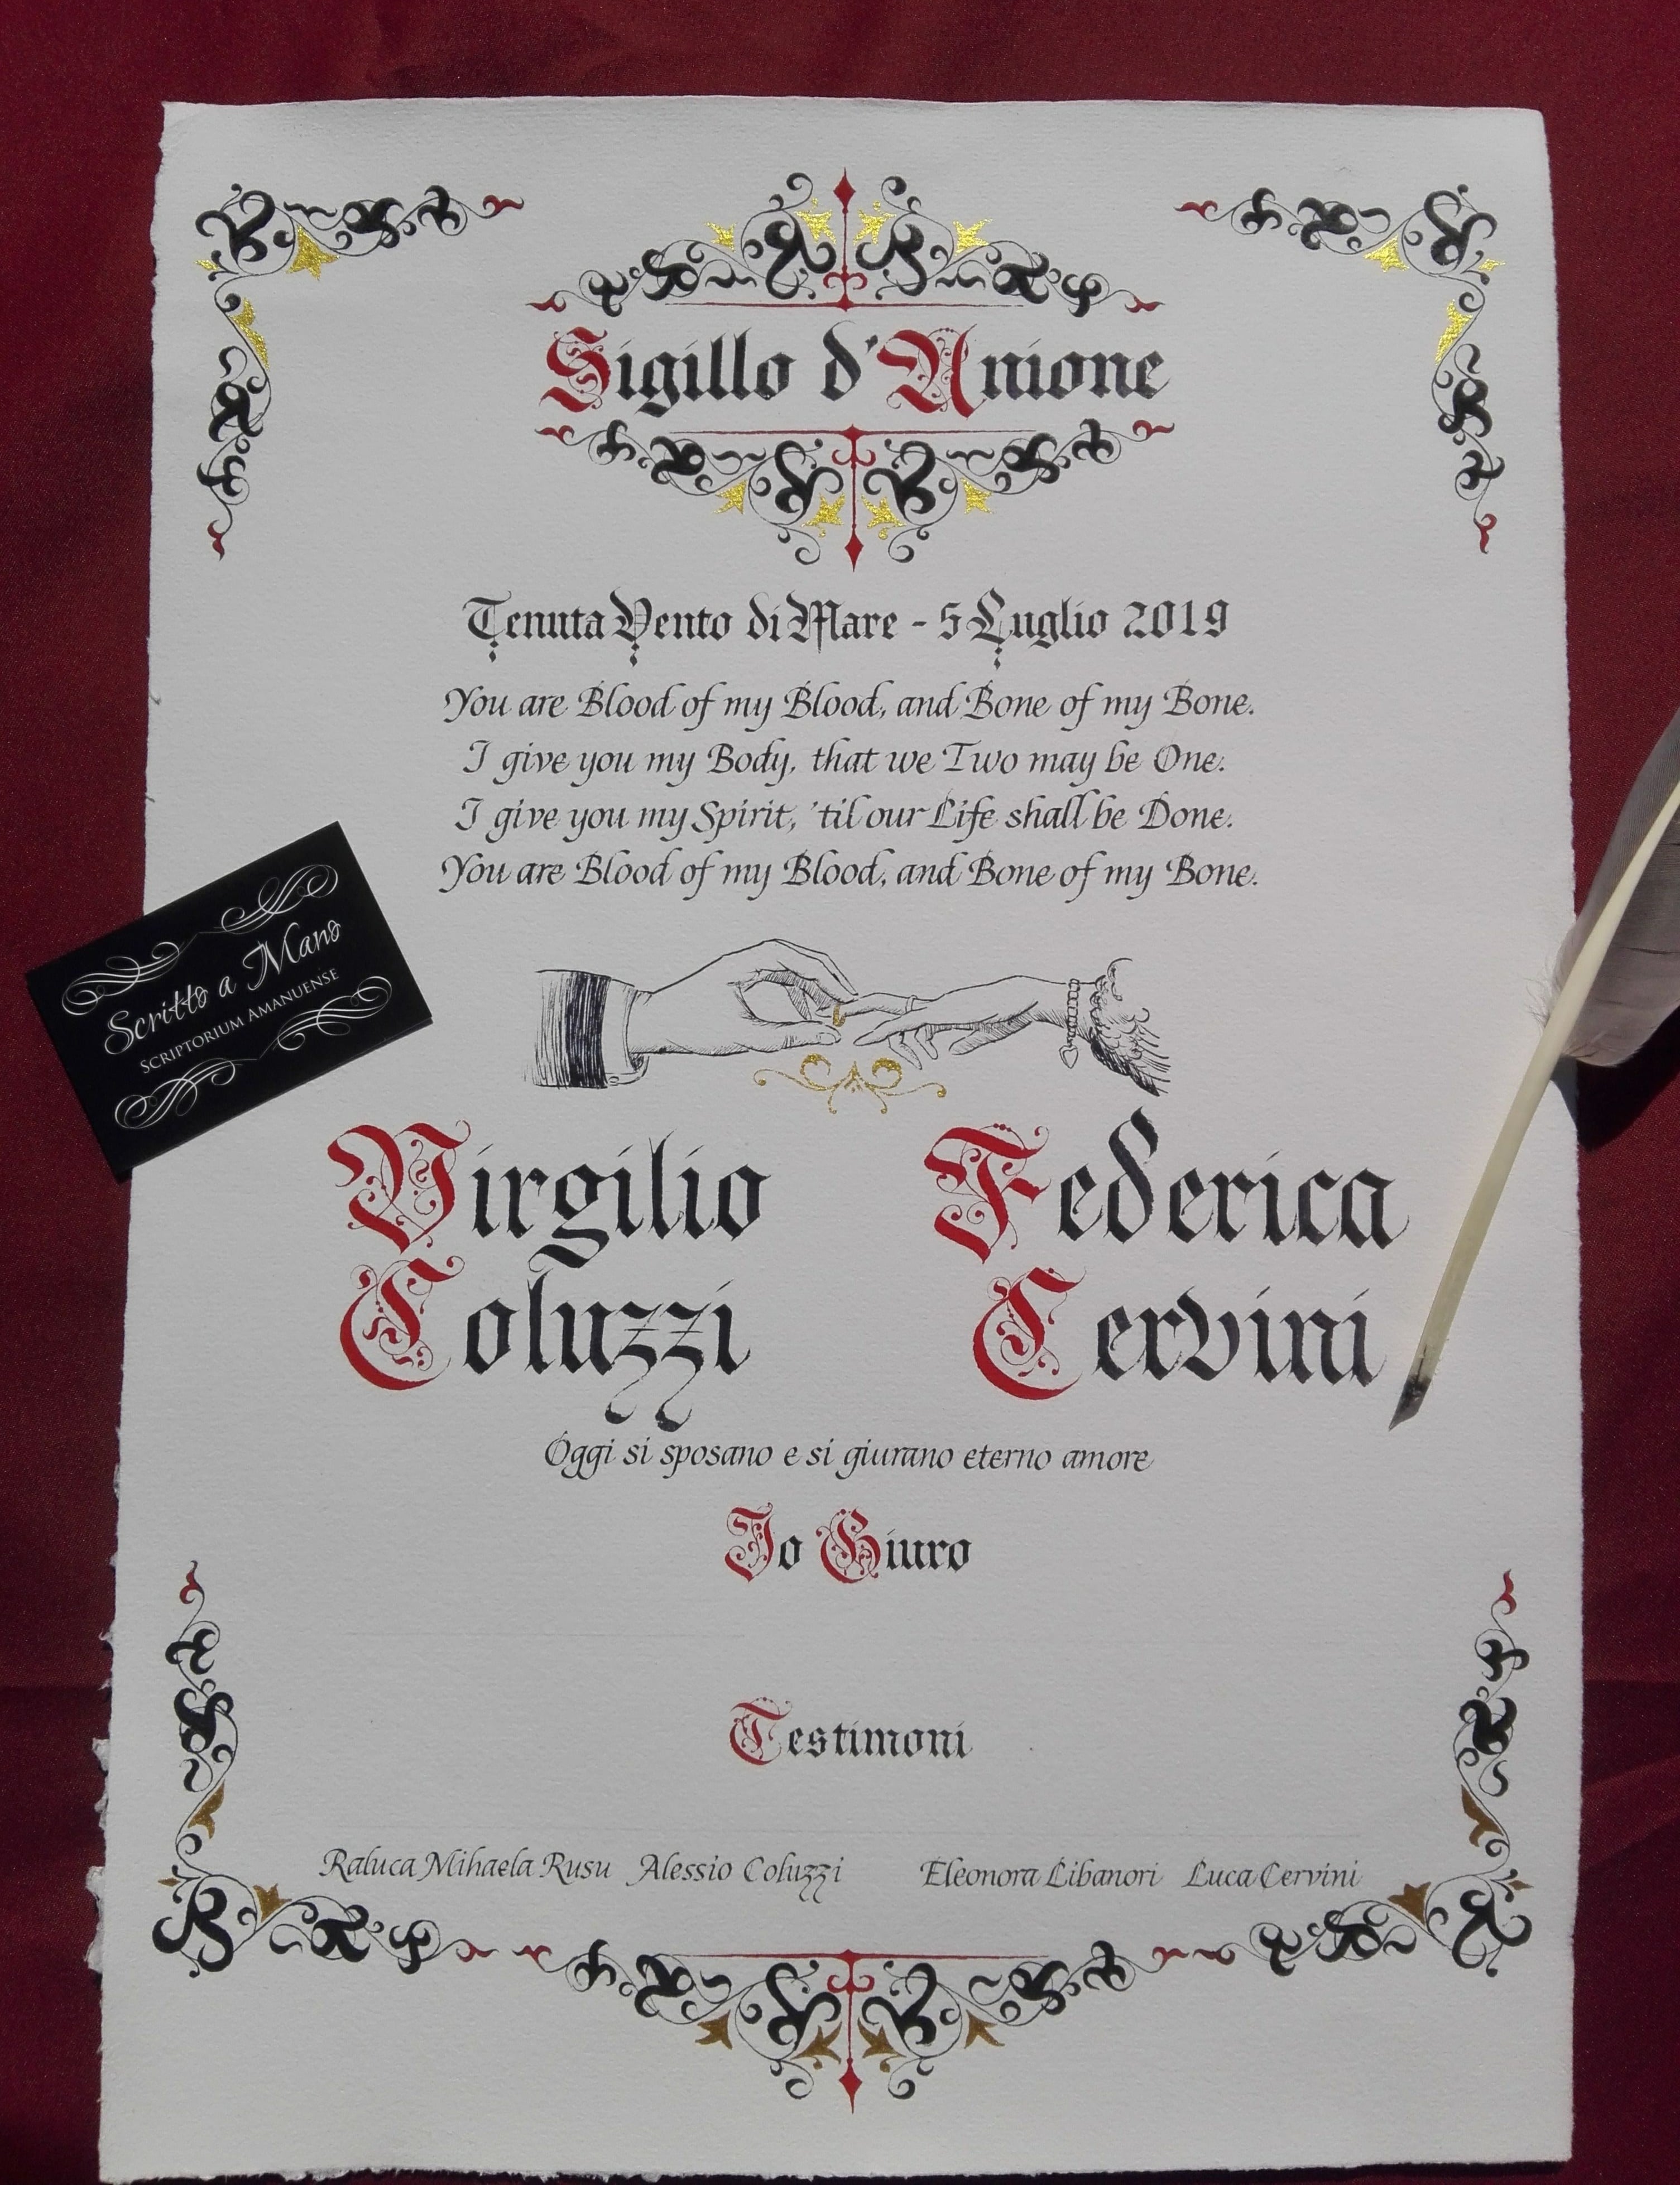 Sigillo d'Unione
Tenuta Vento di Mare - 5 Luglio 2019
You are Blood of my Blood, and Bone of my Bone.
I give you my Body, that we Two may be One.
I give you my Spirit, 'til our Life shall be Done.
You are Blood of my Blood, and Bone of my Bone.
Scritto a Mano
SCRIPTORIUM AMANUENSE
Virgilio Federica
Coluzzi Cervini
Oggi si sposano e si giurano eterno amore
Io Giuro
Testimoni
Raluca Mihaela Rusu Alessio Coluzzi Eleonora Libanori Luca Cervini